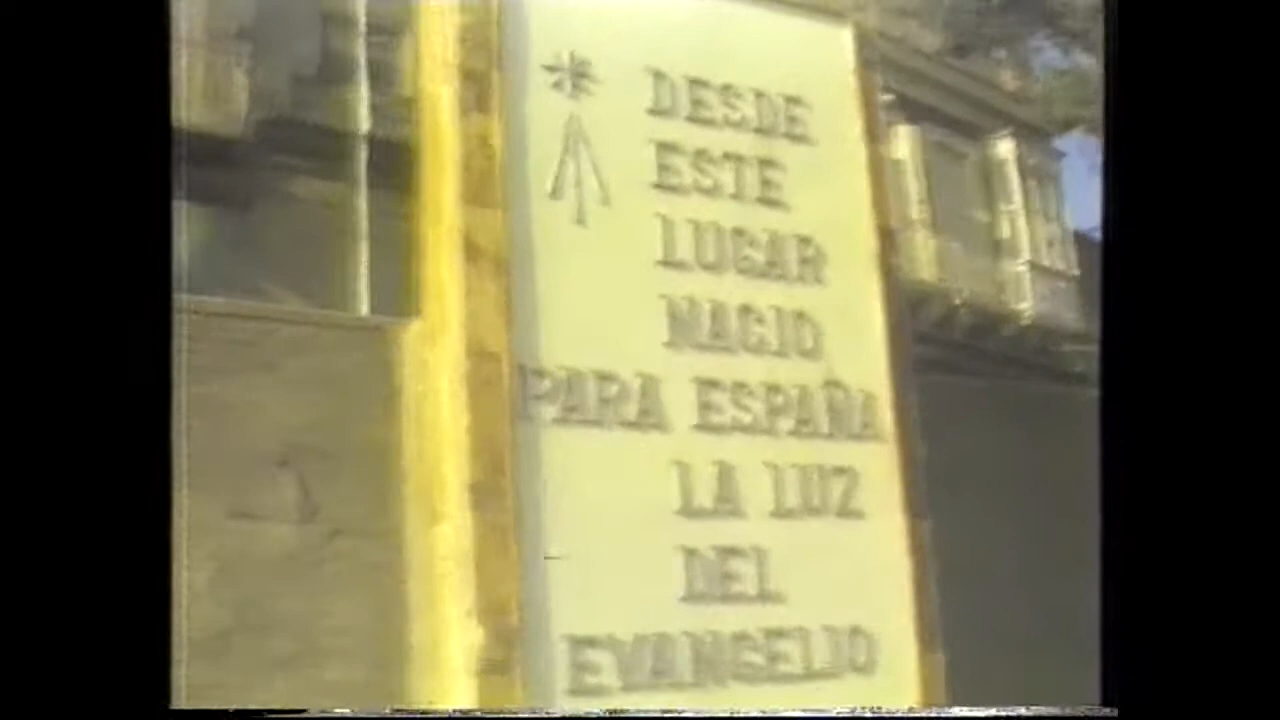 DESDE
ESTE
LUGAR
NACIO
PARA ESPAÑA
LA LUZ
DEL
EVANGELIO